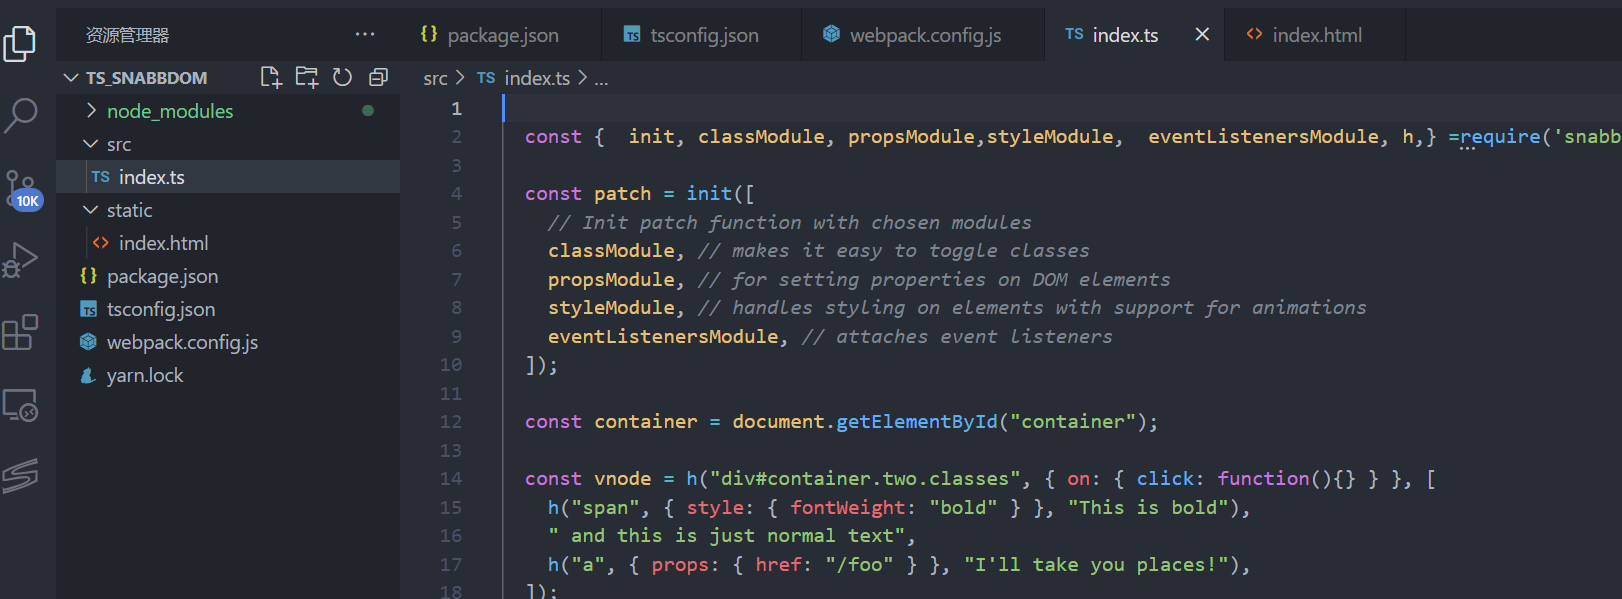 资源管理器 ···
package.json
tsconfig.json
webpack.config.js
TS index.ts
index.html
TS_SNABBDOM
src > TS index.ts > ...
node_modules
src
TS index.ts
static
index.html
package.json
tsconfig.json
webpack.config.js
yarn.lock
10K
1
2 const {  init, classModule, propsModule,styleModule,  eventListenersModule, h,} =require('snabb
3
4 const patch = init([
5 // Init patch function with chosen modules
6 classModule, // makes it easy to toggle classes
7 propsModule, // for setting properties on DOM elements
8 styleModule, // handles styling on elements with support for animations
9 eventListenersModule, // attaches event listeners
10 ]);
11
12 const container = document.getElementById("container");
13
14 const vnode = h("div#container.two.classes", { on: { click: function(){} } }, [
15 h("span", { style: { fontWeight: "bold" } }, "This is bold"),
16 " and this is just normal text",
17 h("a", { props: { href: "/foo" } }, "I'll take you places!"),
18 ]);